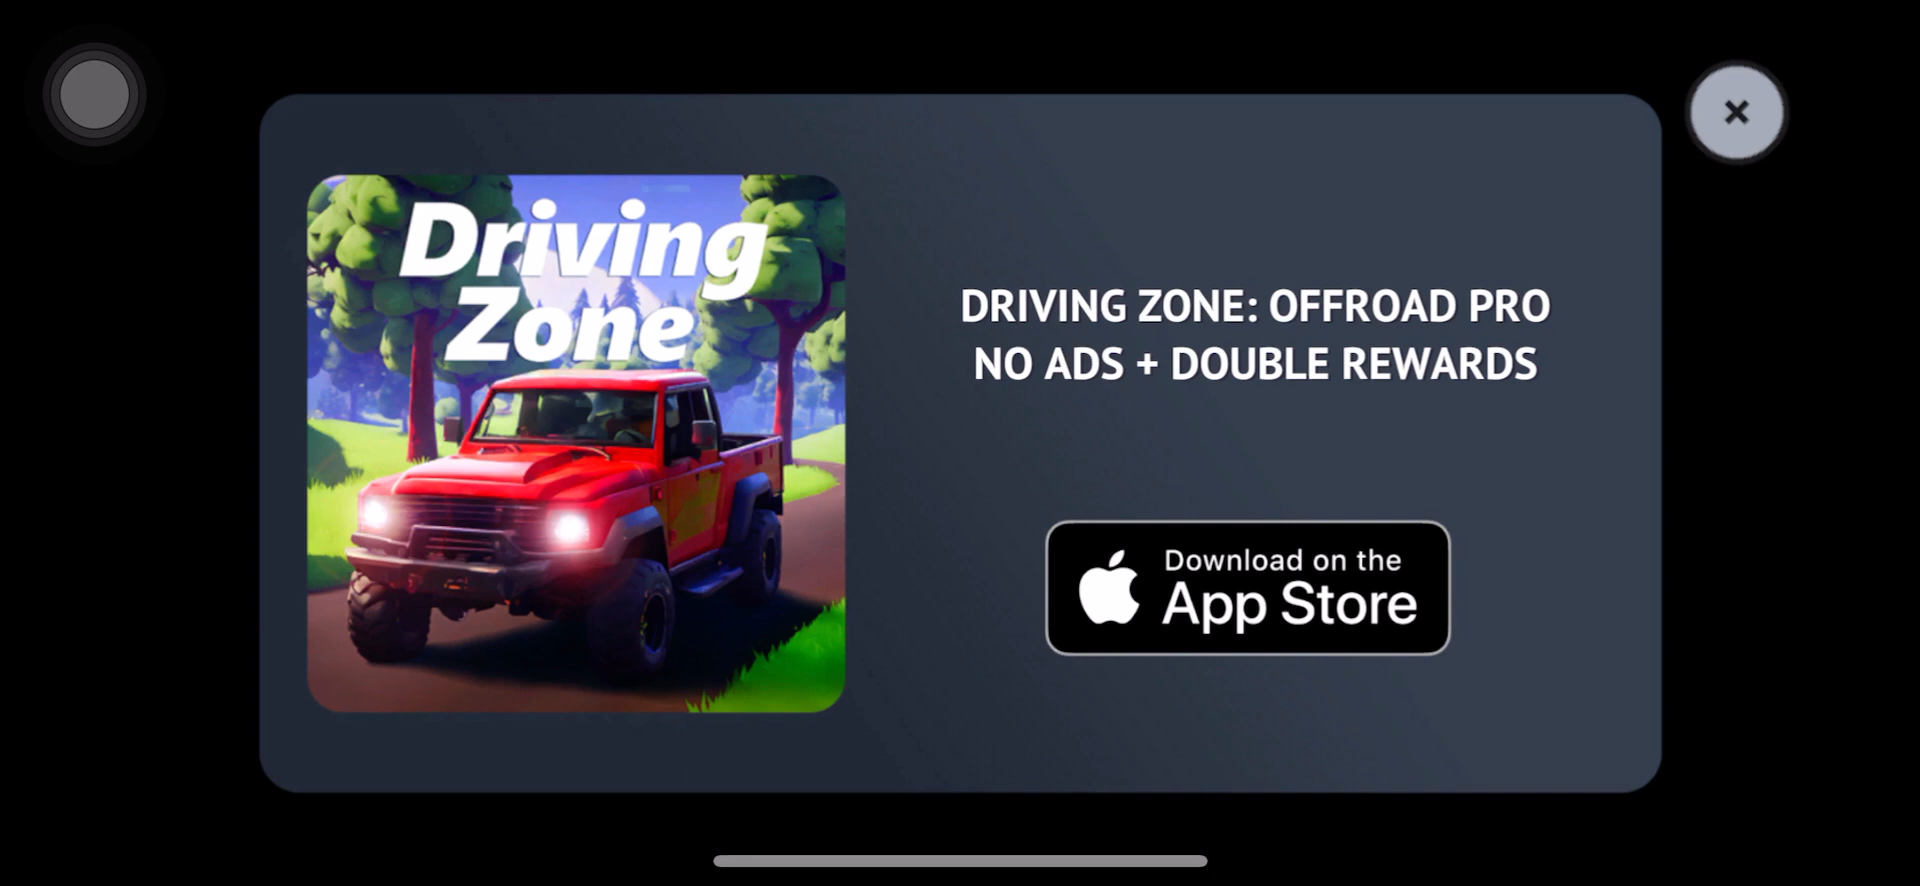 Driving
Zone
DRIVING ZONE: OFFROAD PRO
NO ADS + DOUBLE REWARDS
Download on the
App Store